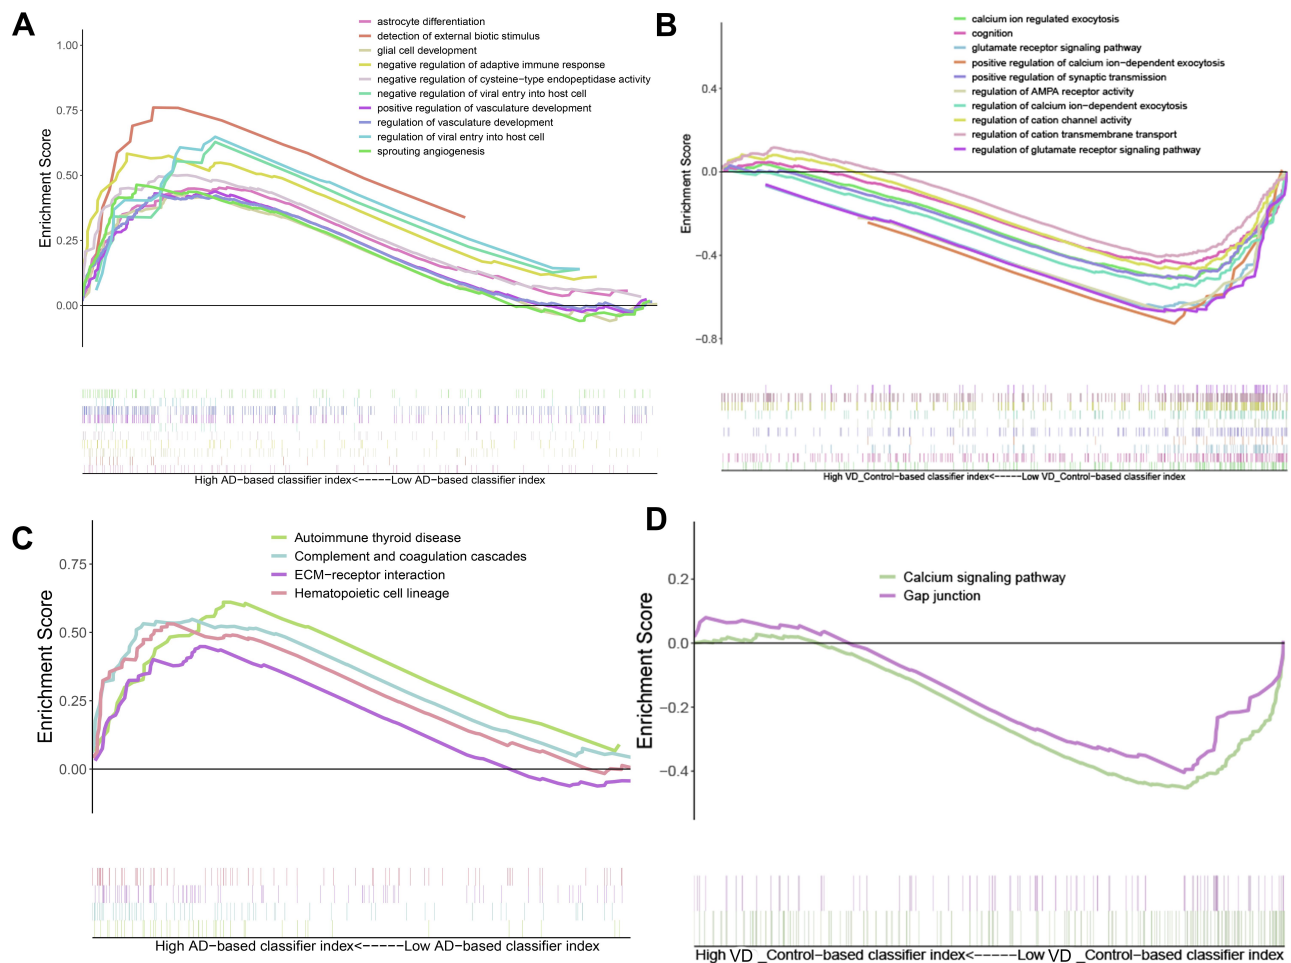 A
astrocyte differentiation
detection of external biotic stimulus
glial cell development
negative regulation of adaptive immune response
negative regulation of cysteine−type endopeptidase activity
negative regulation of viral entry into host cell
positive regulation of vasculature development
regulation of vasculature development
regulation of viral entry into host cell
sprouting angiogenesis
1.00
0.75
0.50
0.25
0.00
Enrichment Score
High AD−based classifier index<−−−−−Low AD−based classifier index
B
calcium ion regulated exocytosis
cognition
glutamate receptor signaling pathway
positive regulation of calcium ion−dependent exocytosis
positive regulation of synaptic transmission
regulation of AMPA receptor activity
regulation of calcium ion−dependent exocytosis
regulation of cation channel activity
regulation of cation transmembrane transport
regulation of glutamate receptor signaling pathway
0.4
0.0
−0.4
−0.8
Enrichment Score
High VD_Control−based classifier index<−−−−−Low VD_Control−based classifier index
C
Autoimmune thyroid disease
Complement and coagulation cascades
ECM−receptor interaction
Hematopoietic cell lineage
0.75
0.50
0.25
0.00
Enrichment Score
High AD−based classifier index<−−−−−Low AD−based classifier index
D
Calcium signaling pathway
Gap junction
0.2
0.0
−0.2
−0.4
Enrichment Score
High VD _Control−based classifier index<−−−−−Low VD _Control−based classifier index